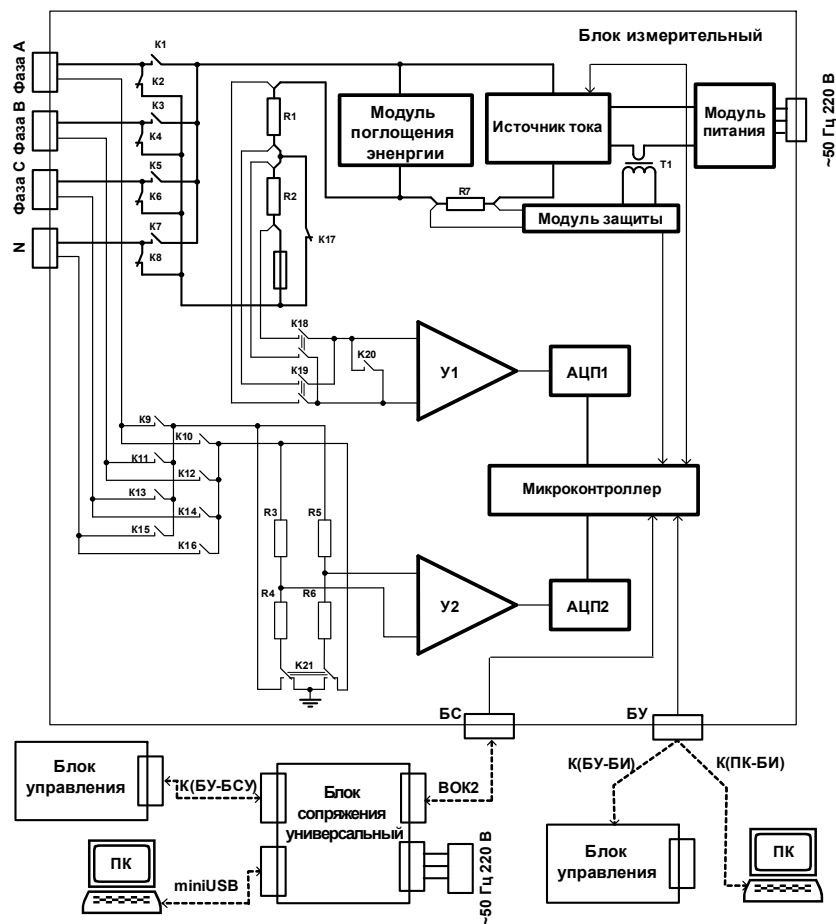 Блок измерительный
Фаза A
Фаза B
Фаза C
N
K1
K2
K3
K4
K5
K6
K7
K8
R1
R2
K17
Модуль
поглощения
эненргии
Источник тока
Модуль
питания
~50 Гц 220 В
T1
R7
Модуль защиты
K18
K19
K20
У1
АЦП1
K9
K10
K11
K12
K13
K14
K15
K16
Микроконтроллер
R3
R5
R4
R6
У2
АЦП2
K21
БС
БУ
Блок
управления
К(БУ-БСУ)
Блок
сопряжения
универсальный
ВОК2
К(БУ-БИ)
К(ПК-БИ)
ПК
miniUSB
~50 Гц 220 В
Блок
управления
ПК